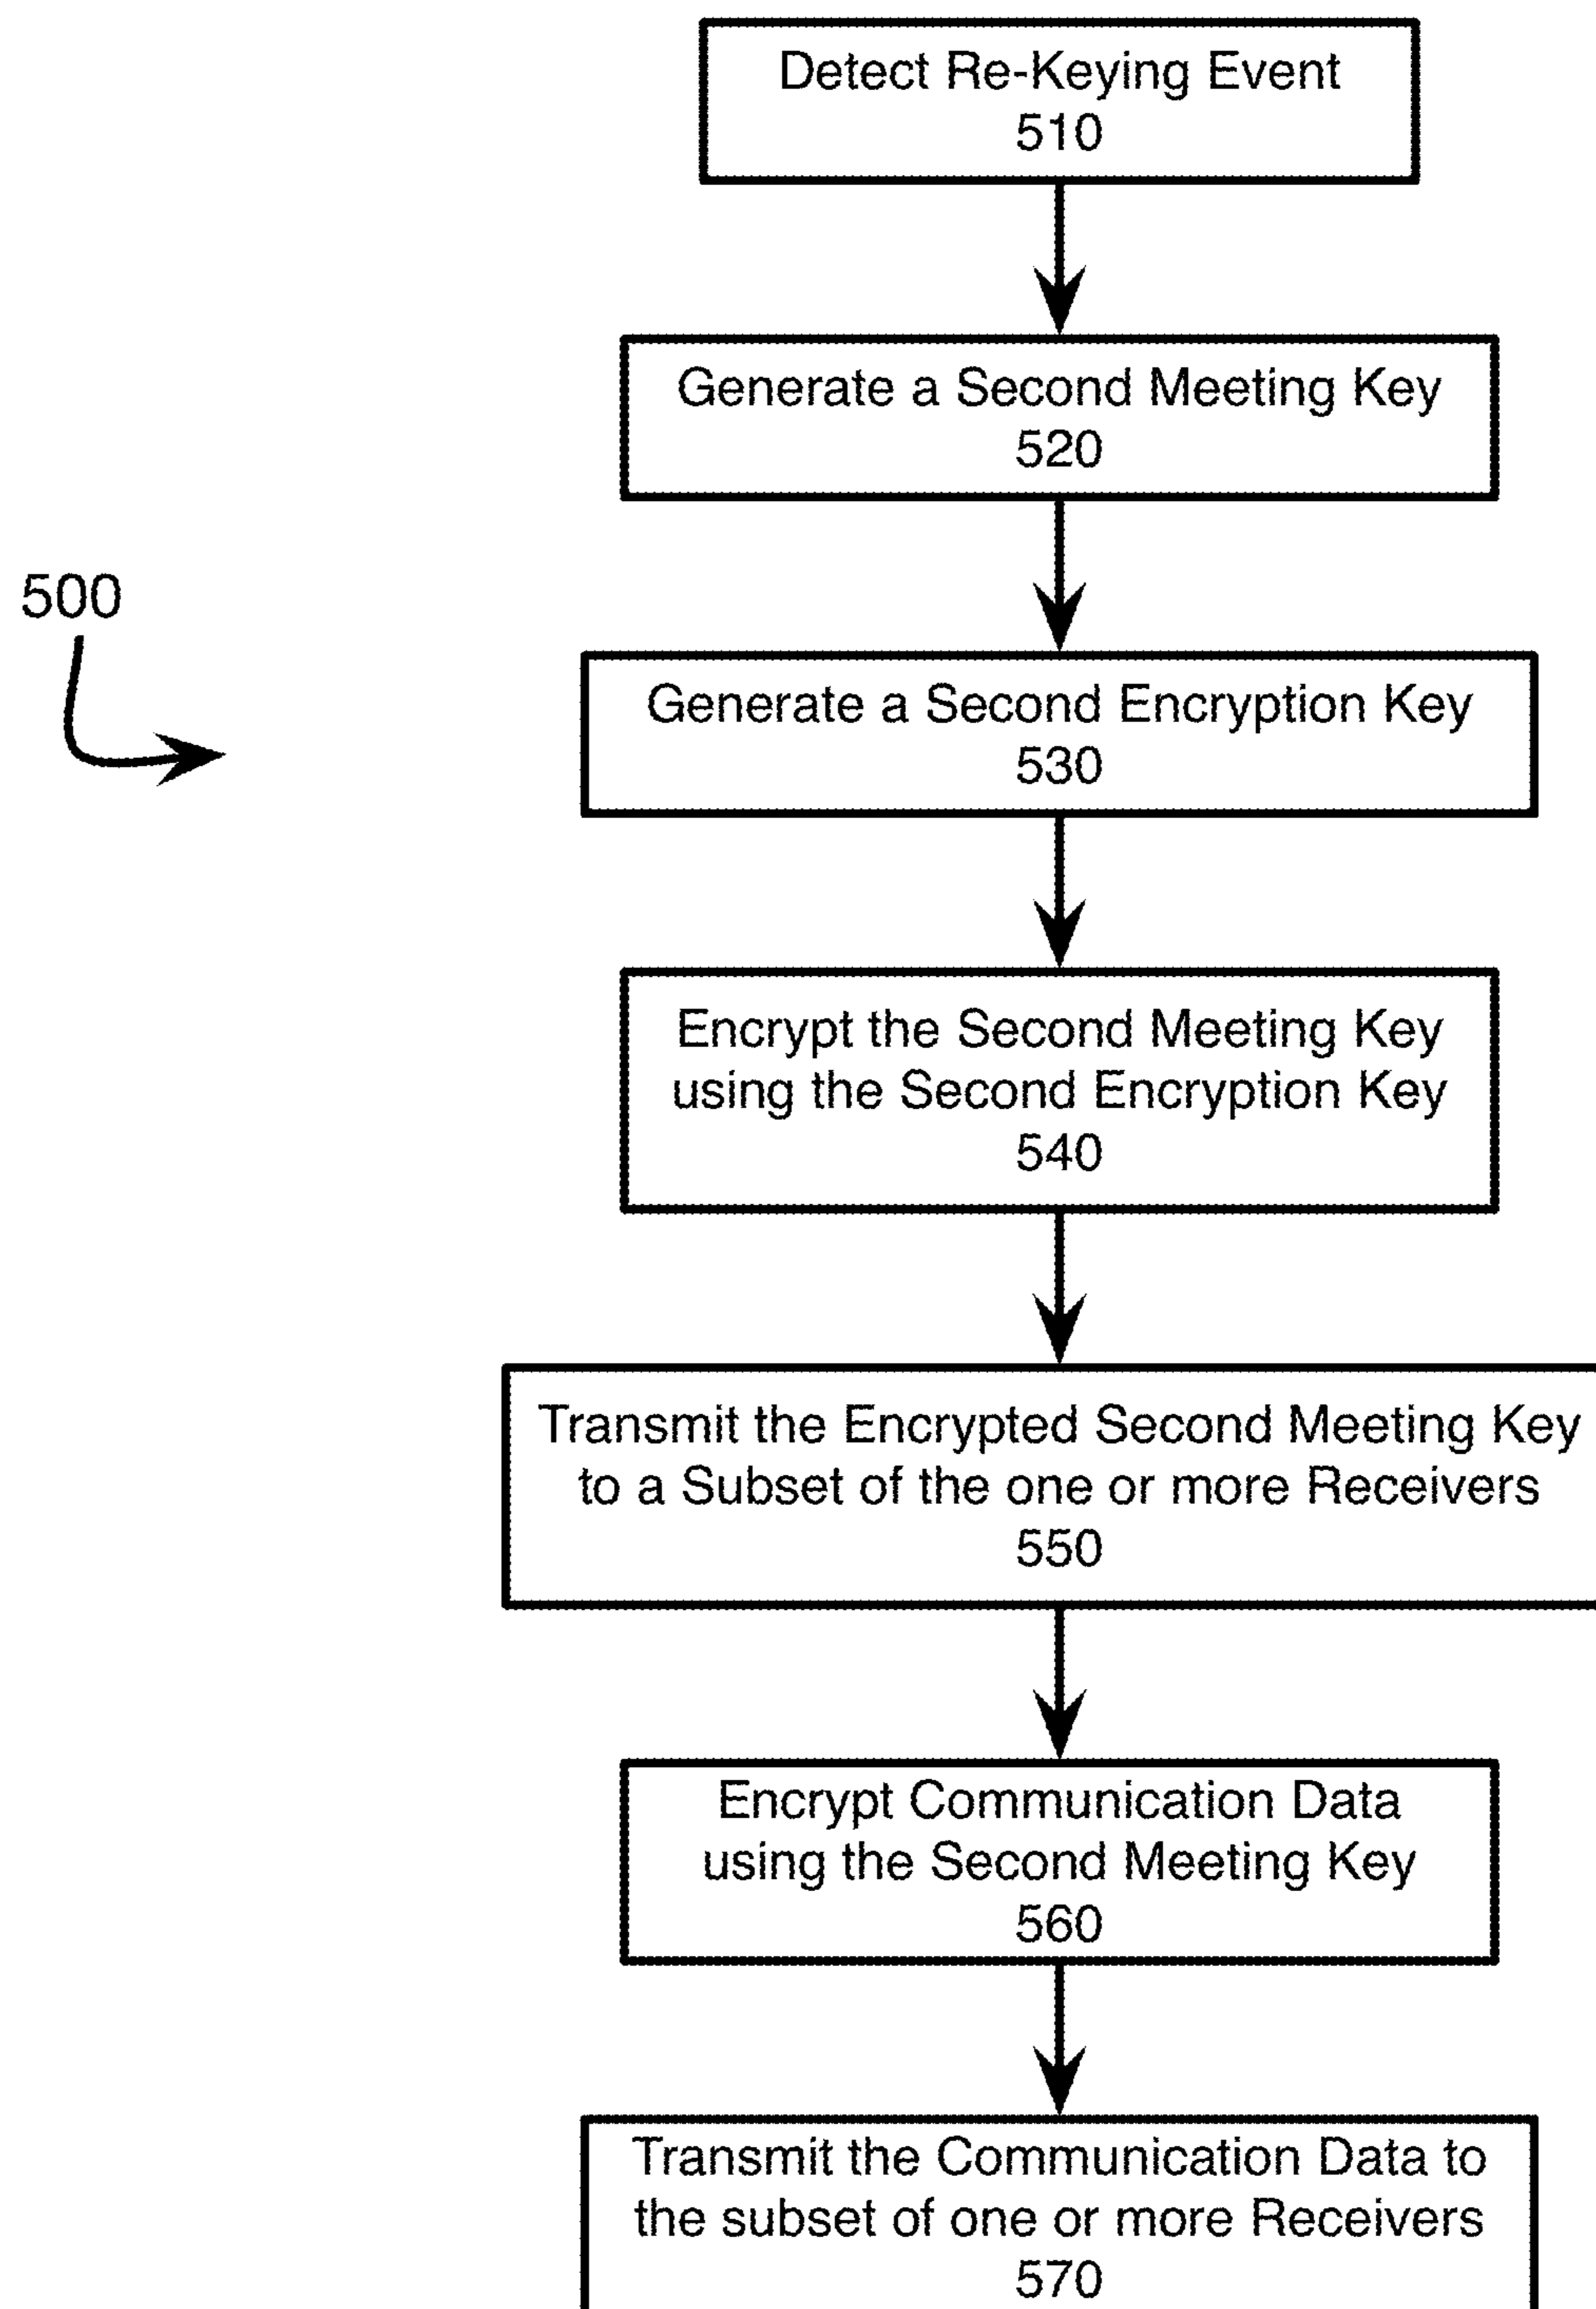 Detect Re-Keying Event
510
Generate a Second Meeting Key
520
500
Generate a Second Encryption Key
530
Encrypt the Second Meeting Key
using the Second Encryption Key
540
Transmit the Encrypted Second Meeting Key
to a Subset of the one or more Receivers
550
Encrypt Communication Data
using the Second Meeting Key
560
Transmit the Communication Data to
the subset of one or more Receivers
570